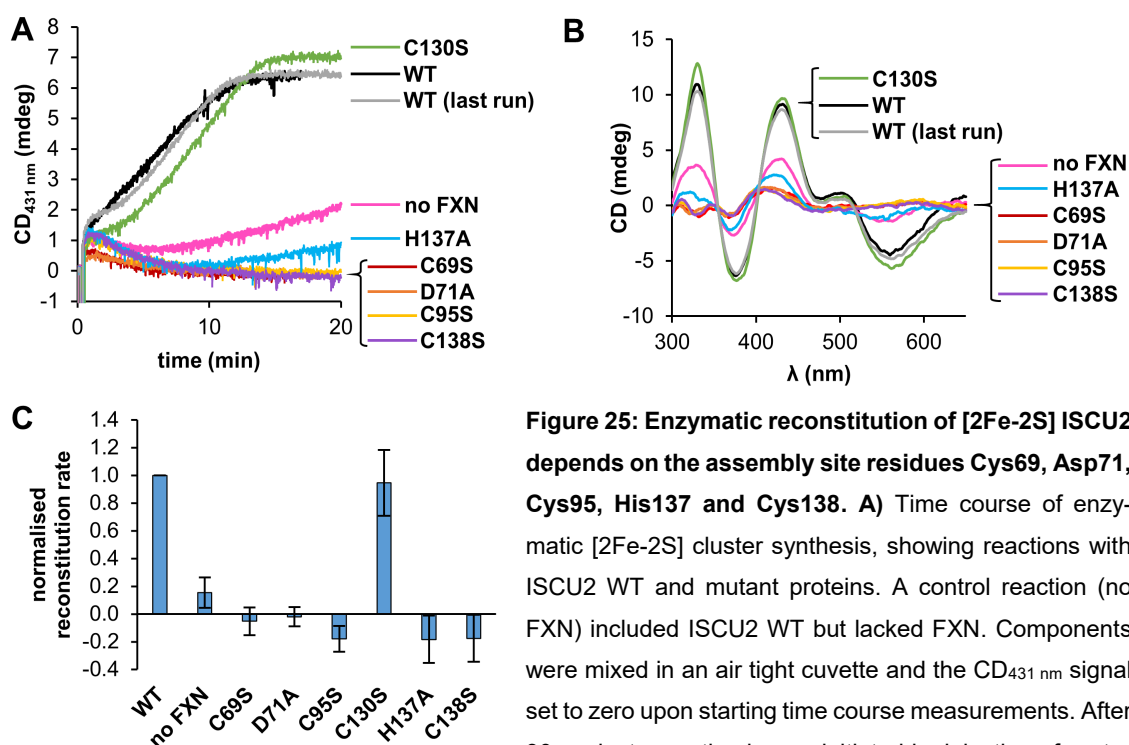 A
8
7
6
5
4
3
2
1
0
-1
CD431 nm (mdeg)
0
10
20
time (min)
C130S
WT
WT (last run)
no FXN
H137A
C69S
D71A
C95S
C138S
B
15
10
5
0
-5
-10
CD (mdeg)
300
400
500
600
λ (nm)
C130S
WT
WT (last run)
no FXN
H137A
C69S
D71A
C95S
C138S
C
1.4
1.2
1.0
0.8
0.6
0.4
0.2
0.0
-0.2
-0.4
normalised
reconstitution rate
WT
no FXN
C69S
D71A
C95S
C130S
H137A
C138S
Figure 25: Enzymatic reconstitution of [2Fe-2S] ISCU2
depends on the assembly site residues Cys69, Asp71,
Cys95, His137 and Cys138. A) Time course of enzy-
matic [2Fe-2S] cluster synthesis, showing reactions with
ISCU2 WT and mutant proteins. A control reaction (no
FXN) included ISCU2 WT but lacked FXN. Components
were mixed in an air tight cuvette and the CD431 nm signal
set to zero upon starting time course measurements. After